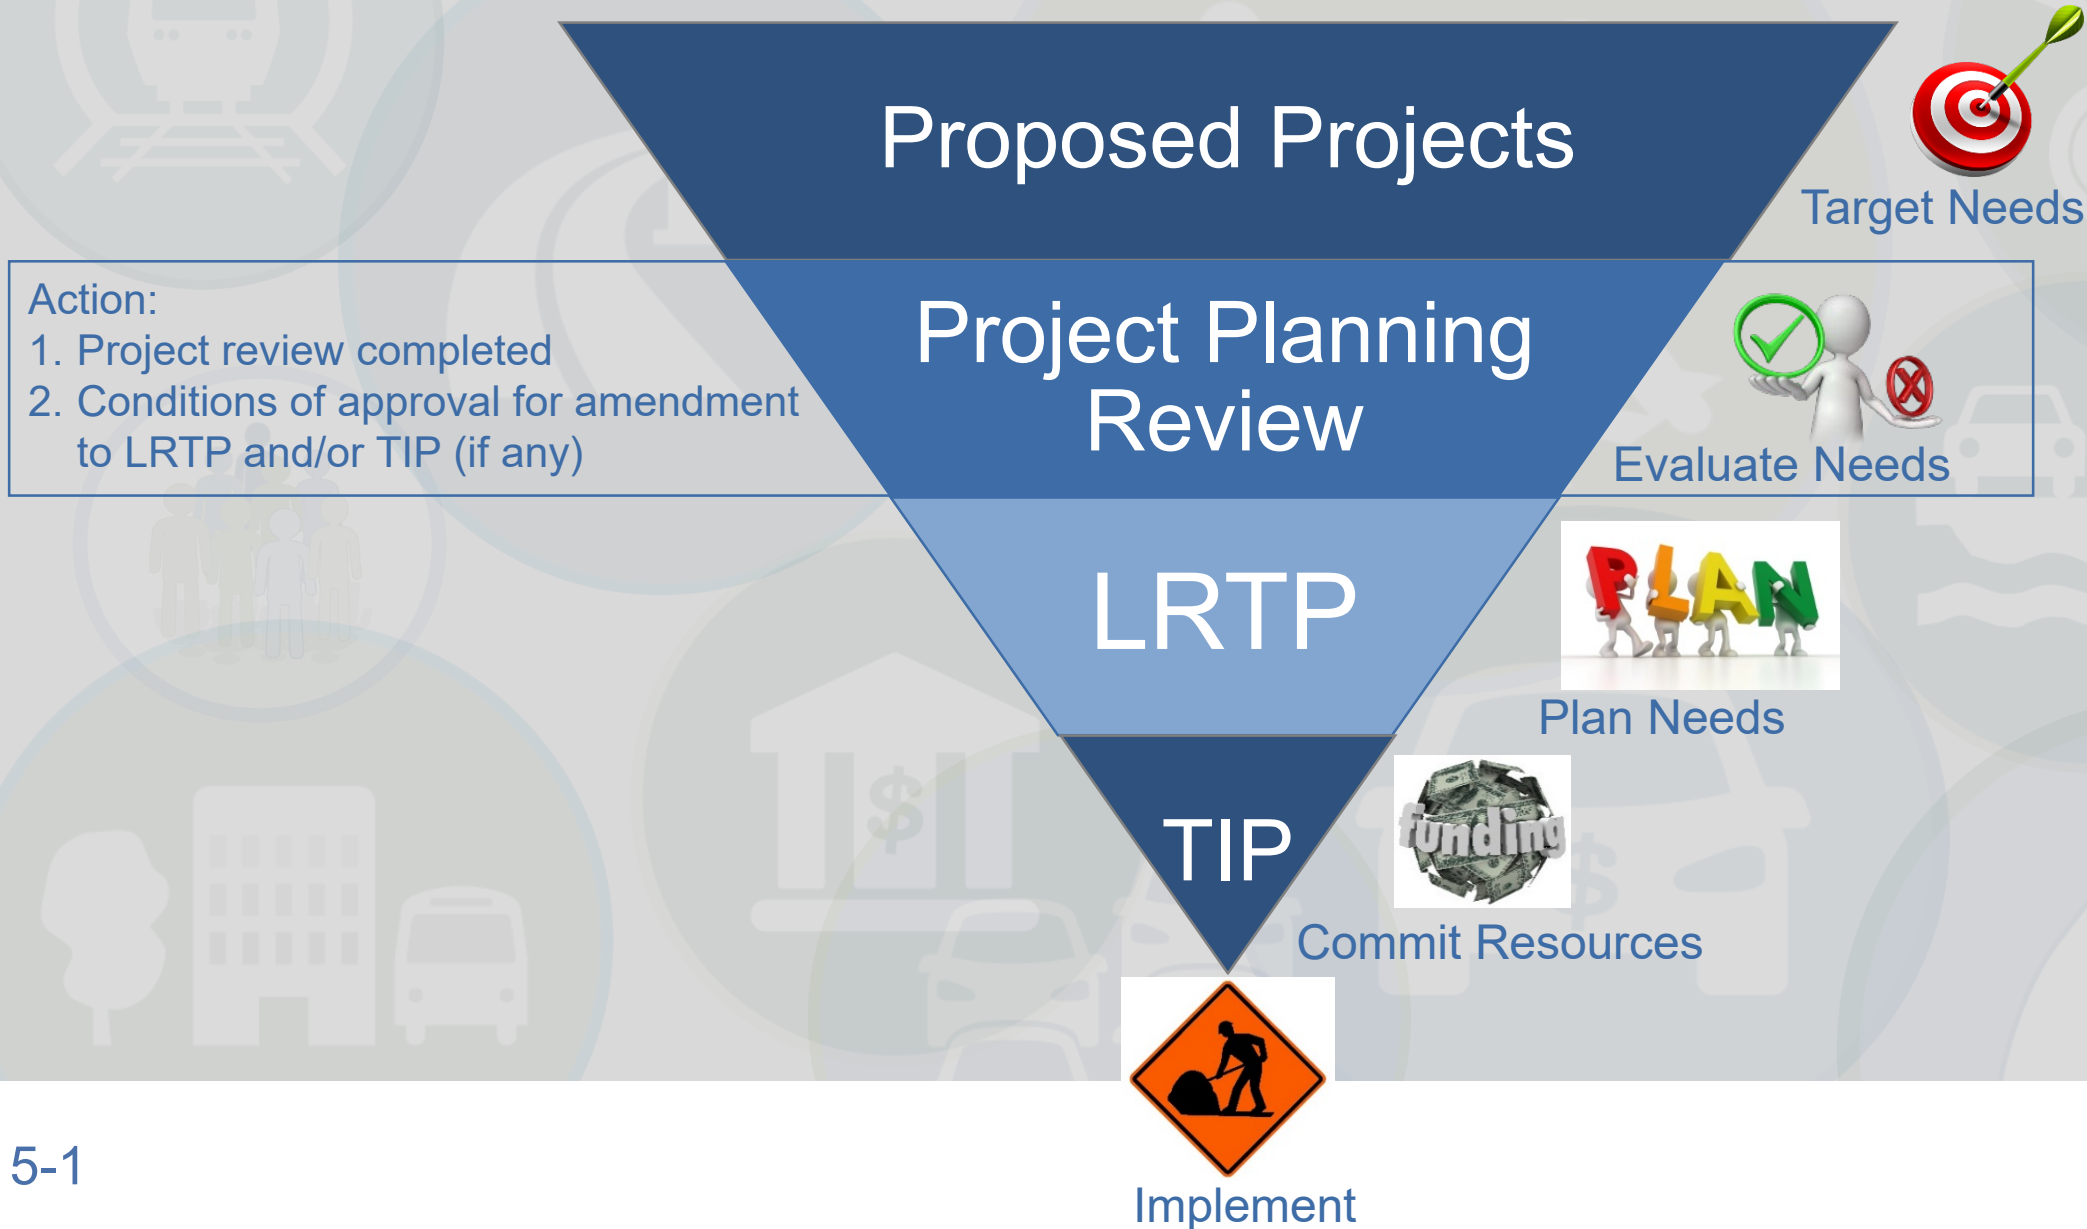 Proposed Projects
Target Needs
Action:
1. Project review completed
2. Conditions of approval for amendment
to LRTP and/or TIP (if any)
Project Planning
Review
Evaluate Needs
LRTP
PLAN
Plan Needs
TIP
funding
Commit Resources
Implement
5-1